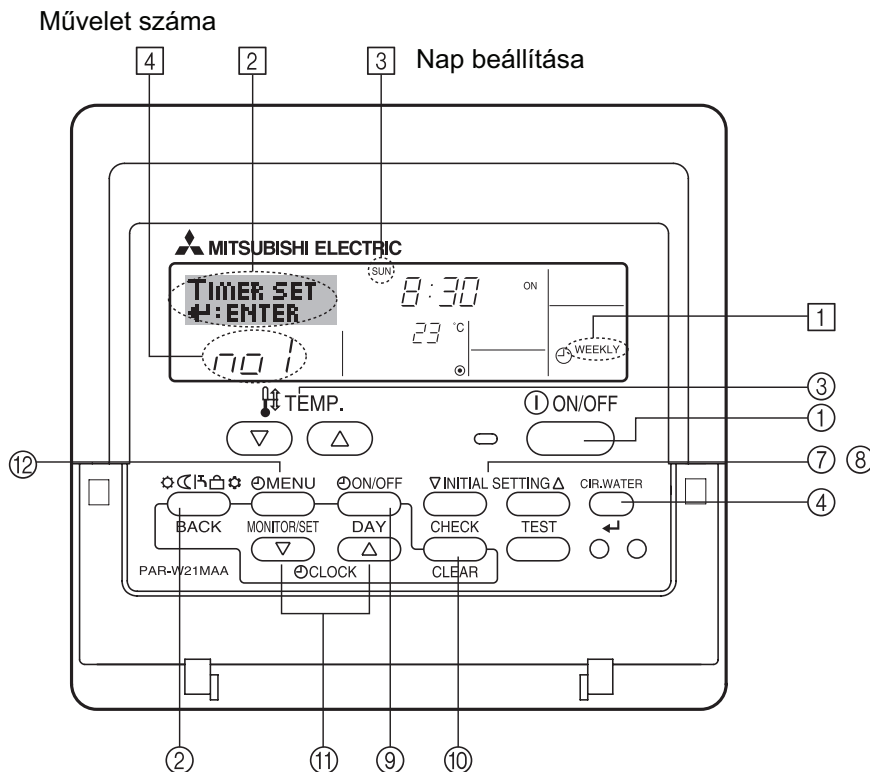 Művelet száma
4 2 3 Nap beállítása
MITSUBISHI ELECTRIC
SUN
TIMER SET
8:30
ON
↵:ENTER
23 °C
1
WEEKLY
no 1
TEMP.
ON/OFF
③
①
▽ △
⑫
MENU ON/OFF ▽INITIAL SETTING△ CIR.WATER
⑦ ⑧
④
BACK MONITOR/SET DAY CHECK TEST ↵
▽ △
PAR-W21MAA CLOCK CLEAR
② ⑪ ⑨ ⑩